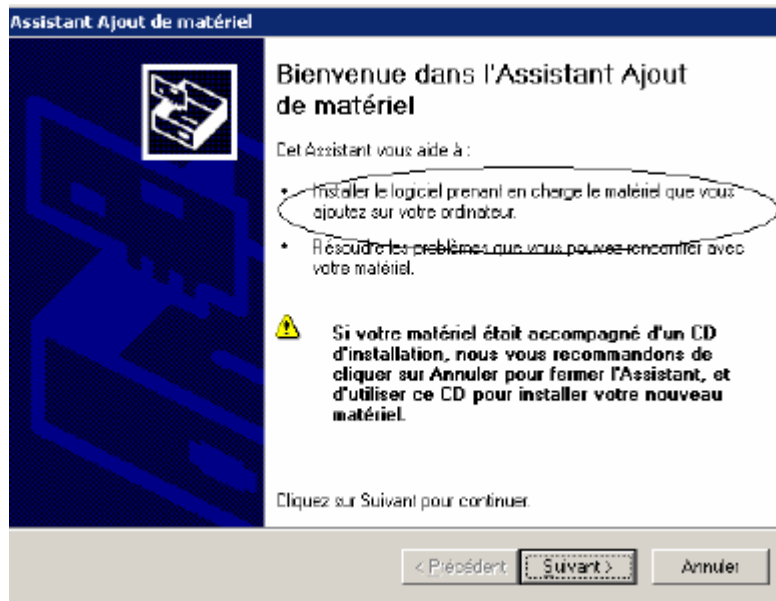 Assistant Ajout de matériel
Bienvenue dans l'Assistant Ajout
de matériel
Cet Assistant vous aide à :
• Installer le logiciel prenant en charge le matériel que vous
ajoutez sur votre ordinateur.
• Résoudre les problèmes que vous pouvez rencontrer avec
votre matériel.
Si votre matériel était accompagné d'un CD
d'installation, nous vous recommandons de
cliquer sur Annuler pour fermer l'Assistant, et
d'utiliser ce CD pour installer votre nouveau
matériel.
Cliquez sur Suivant pour continuer.
< Précédent Suivant > Annuler